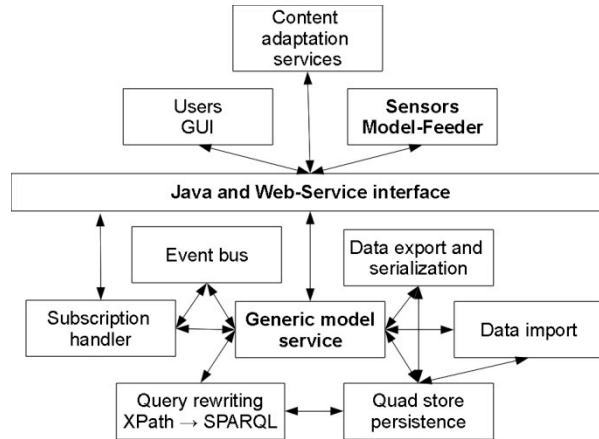 Content
adaptation
services
Users
GUI
Sensors
Model-Feeder
Java and Web-Service interface
Event bus
Data export and
serialization
Subscription
handler
Generic model
service
Data import
Query rewriting
XPath → SPARQL
Quad store
persistence